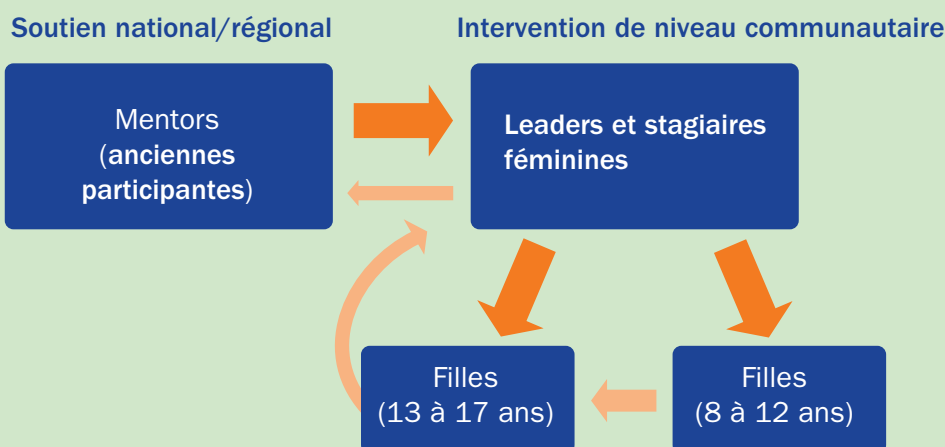 Soutien national/régional
Intervention de niveau communautaire
Mentors
(anciennes
participantes)
Leaders et stagiaires
féminines
Filles
(13 à 17 ans)
Filles
(8 à 12 ans)